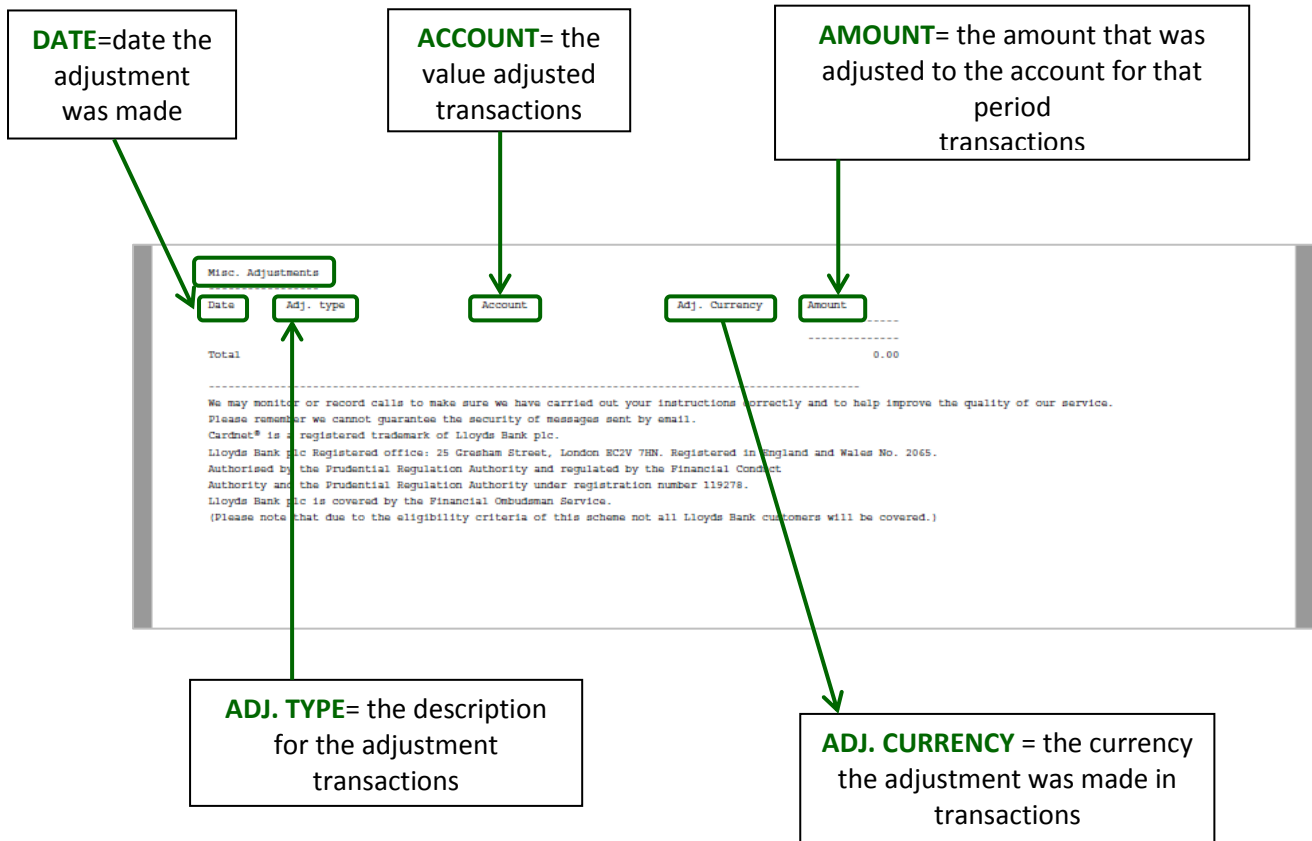 DATE=date the
adjustment
was made
ACCOUNT= the
value adjusted
transactions
AMOUNT= the amount that was
adjusted to the account for that
period
transactions
Misc. Adjustments
-------------------
Date Adj. type Account Adj. Currency Amount
Total 0.00
We may monitor or record calls to make sure we have carried out your instructions correctly and to help improve the quality of our service.
Please remember we cannot guarantee the security of messages sent by email.
Cardnet® is a registered trademark of Lloyds Bank plc.
Lloyds Bank plc Registered office: 25 Gresham Street, London EC2V 7HN. Registered in England and Wales No. 2065.
Authorised by the Prudential Regulation Authority and regulated by the Financial Conduct
Authority and the Prudential Regulation Authority under registration number 119278.
Lloyds Bank plc is covered by the Financial Ombudsman Service.
(Please note that due to the eligibility criteria of this scheme not all Lloyds Bank customers will be covered.)
ADJ. TYPE= the description
for the adjustment
transactions
ADJ. CURRENCY = the currency
the adjustment was made in
transactions